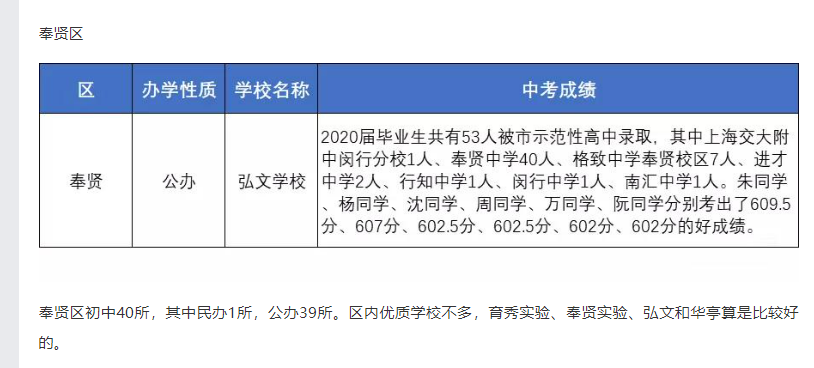 奉贤区
区 办学性质 学校名称 中考成绩
2020届毕业生共有53人被市示范性高中录取，其中上海交大附
中闵行分校1人、奉贤中学40人、格致中学奉贤校区7人、进才
奉贤 公办 弘文学校 中学2人、行知中学1人、闵行中学1人、南汇中学1人。朱同学
、杨同学、沈同学、周同学、万同学、阮同学分别考出了609.5
分、607分、602.5分、602.5分、602分、602分的好成绩。
奉贤区初中40所，其中民办1所，公办39所。区内优质学校不多，育秀实验、奉贤实验、弘文和华亭算是比较好
的。